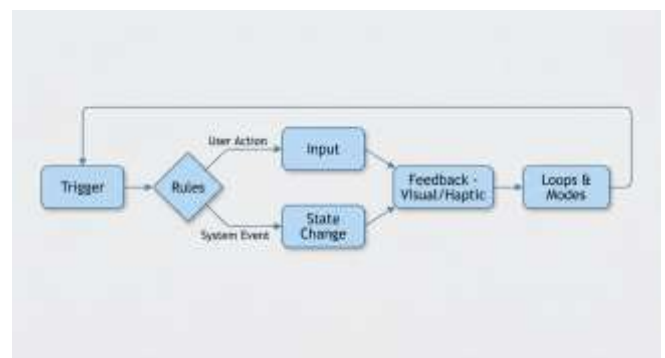 User Action
Input
Trigger
Rules
Feedback -
Visual/Haptic
Loops &
Modes
State
Change
System Event